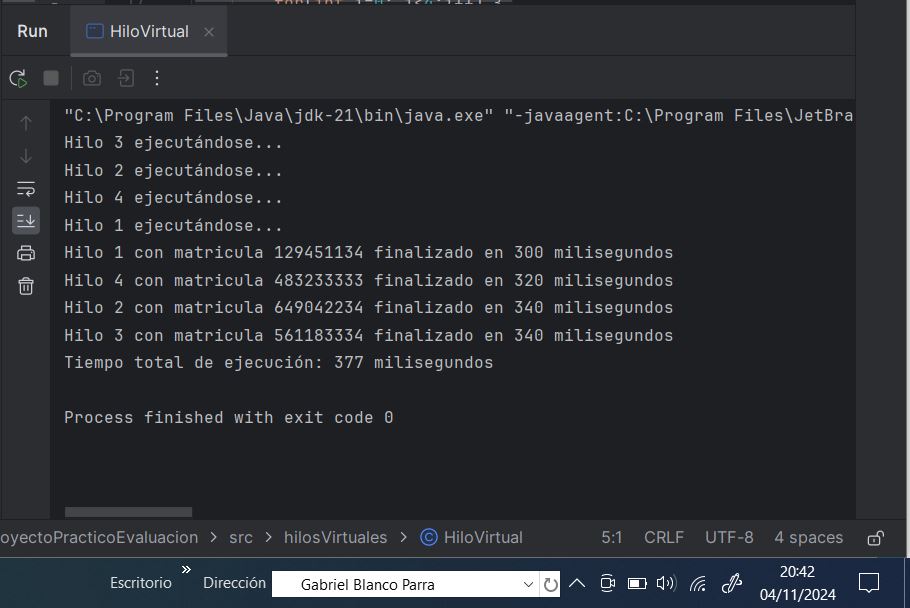 Run
HiloVirtual
"C:\Program Files\Java\jdk-21\bin\java.exe" "-javaagent:C:\Program Files\JetBra
Hilo 3 ejecutándose...
Hilo 2 ejecutándose...
Hilo 4 ejecutándose...
Hilo 1 ejecutándose...
Hilo 1 con matricula 129451134 finalizado en 300 milisegundos
Hilo 4 con matricula 483233333 finalizado en 320 milisegundos
Hilo 2 con matricula 649042234 finalizado en 340 milisegundos
Hilo 3 con matricula 561183334 finalizado en 340 milisegundos
Tiempo total de ejecución: 377 milisegundos
Process finished with exit code 0
oyectoPracticoEvaluacion > src > hilosVirtuales > HiloVirtual 5:1 CRLF UTF-8 4 spaces
Escritorio » Dirección Gabriel Blanco Parra 20:42
04/11/2024